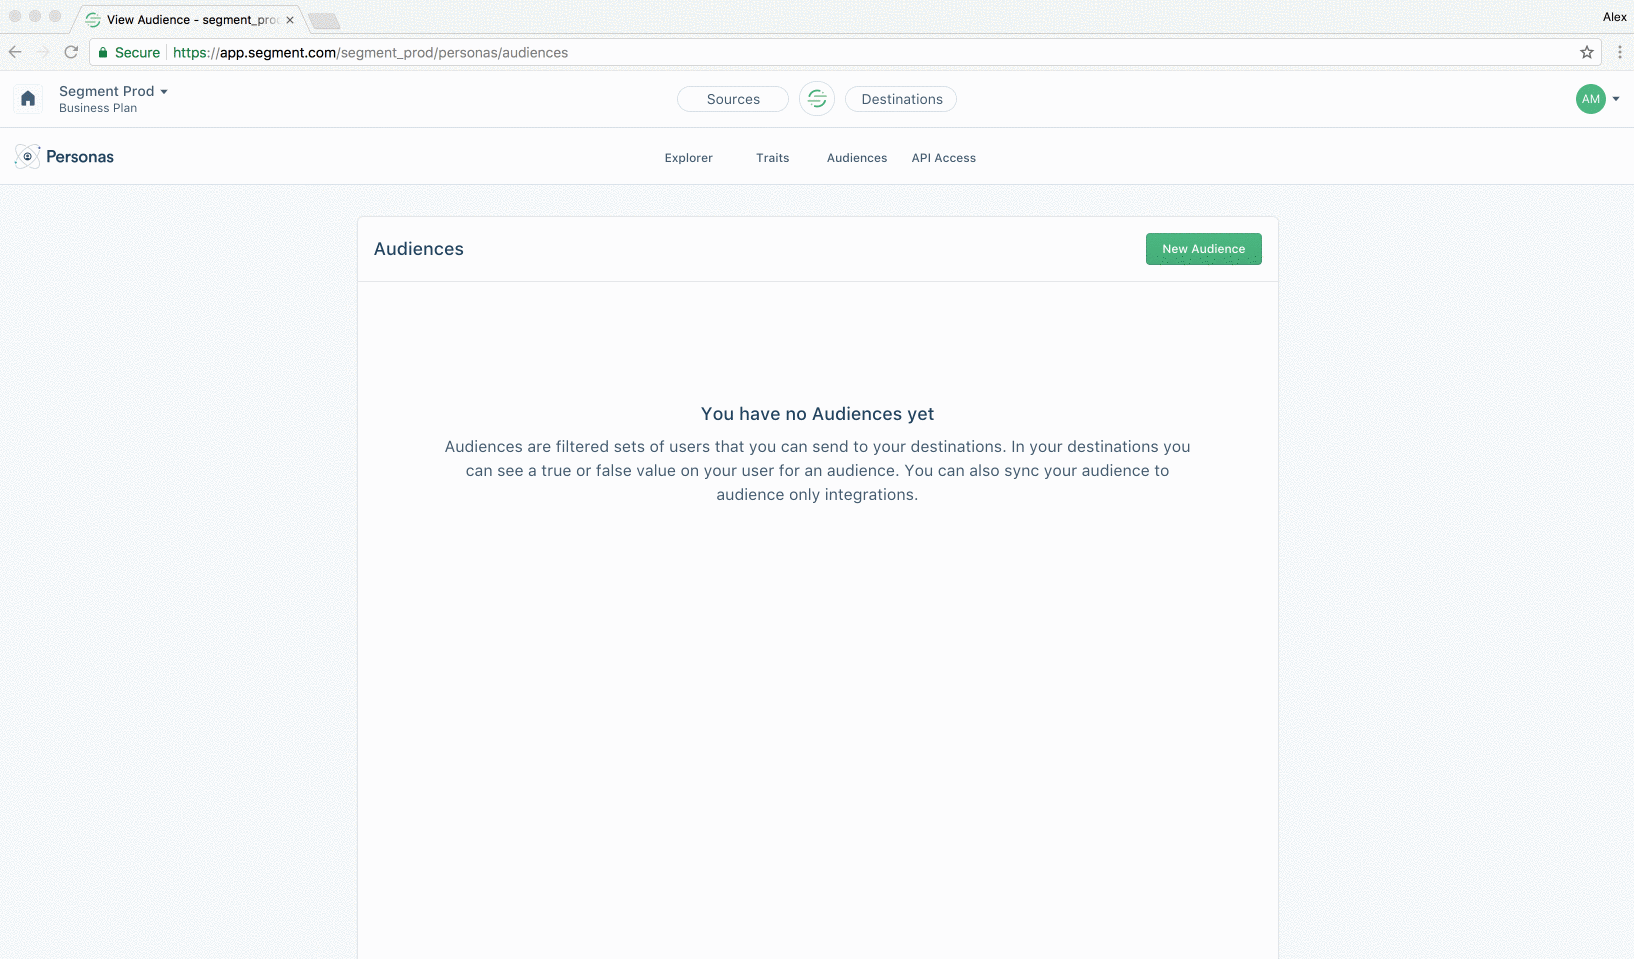 View Audience - segment_pro
Alex
Secure https://app.segment.com/segment_prod/personas/audiences
Segment Prod
Business Plan
Sources
Destinations
AM
Personas
Explorer
Traits
Audiences
API Access
Audiences
New Audience
You have no Audiences yet
Audiences are filtered sets of users that you can send to your destinations. In your destinations you
can see a true or false value on your user for an audience. You can also sync your audience to
audience only integrations.